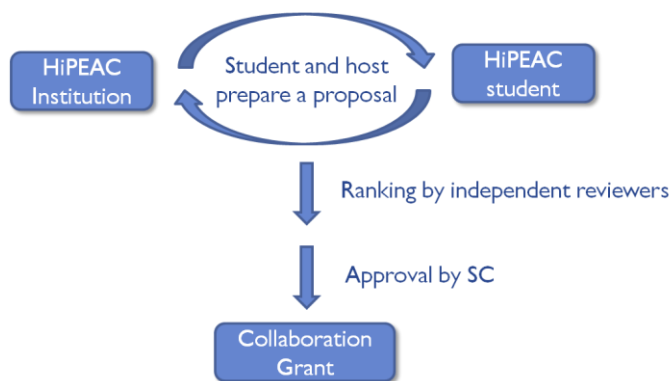 HiPEAC
Institution
Student and host
prepare a proposal
HiPEAC
student
Ranking by independent reviewers
Approval by SC
Collaboration
Grant